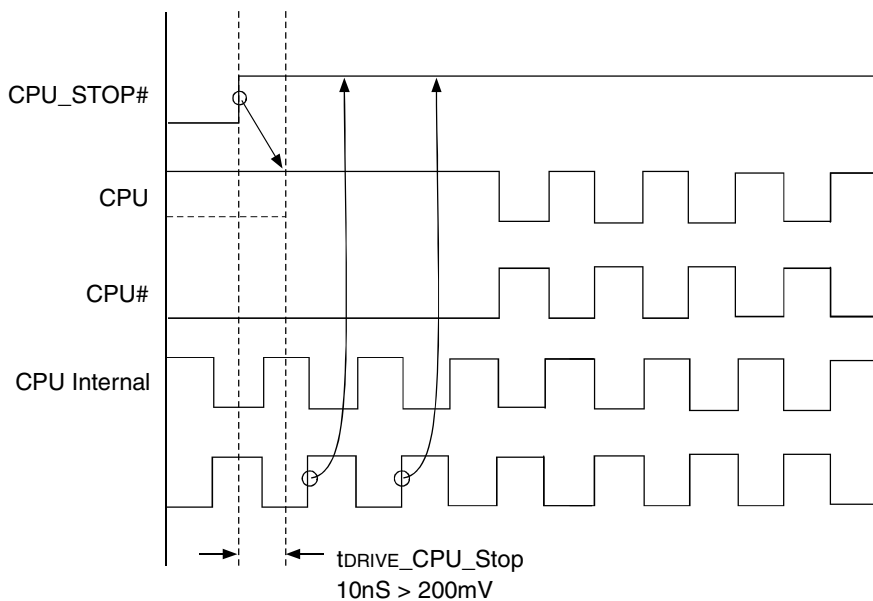 CPU_STOP#
CPU
CPU#
CPU Internal
tDRIVE_CPU_Stop
10nS > 200mV